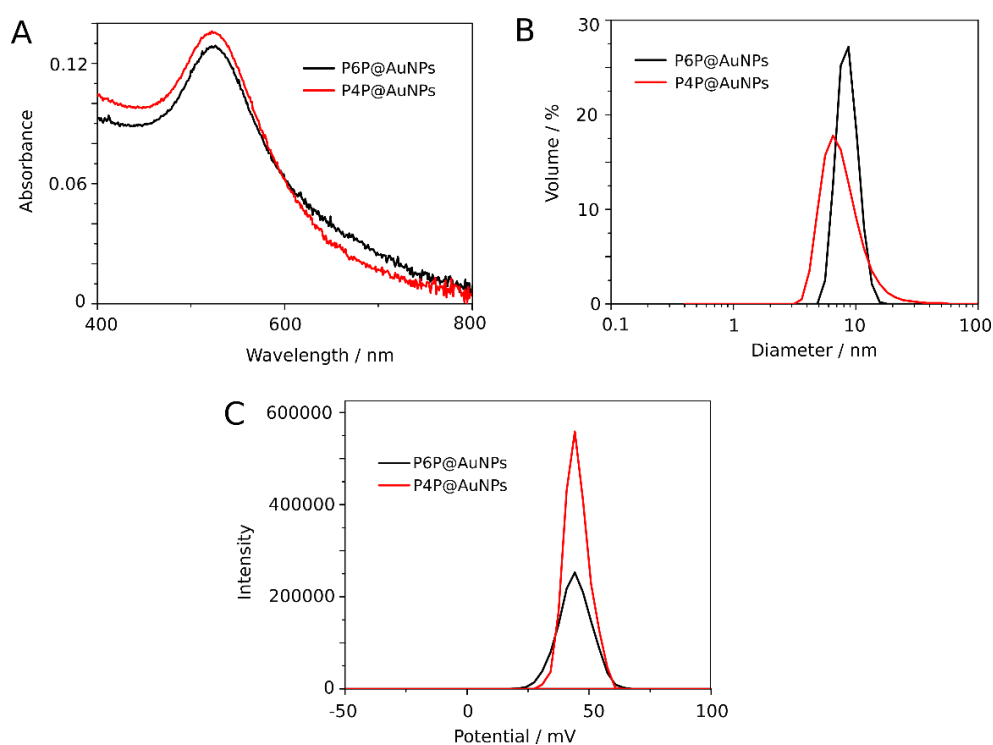 A
0.12
0.06
0
Absorbance
P6P@AuNPs
P4P@AuNPs
400
600
800
Wavelength / nm
B
30
20
10
0
Volume / %
P6P@AuNPs
P4P@AuNPs
0.1
1
10
100
Diameter / nm
C
600000
400000
200000
0
Intensity
P6P@AuNPs
P4P@AuNPs
-50
0
50
100
Potential / mV